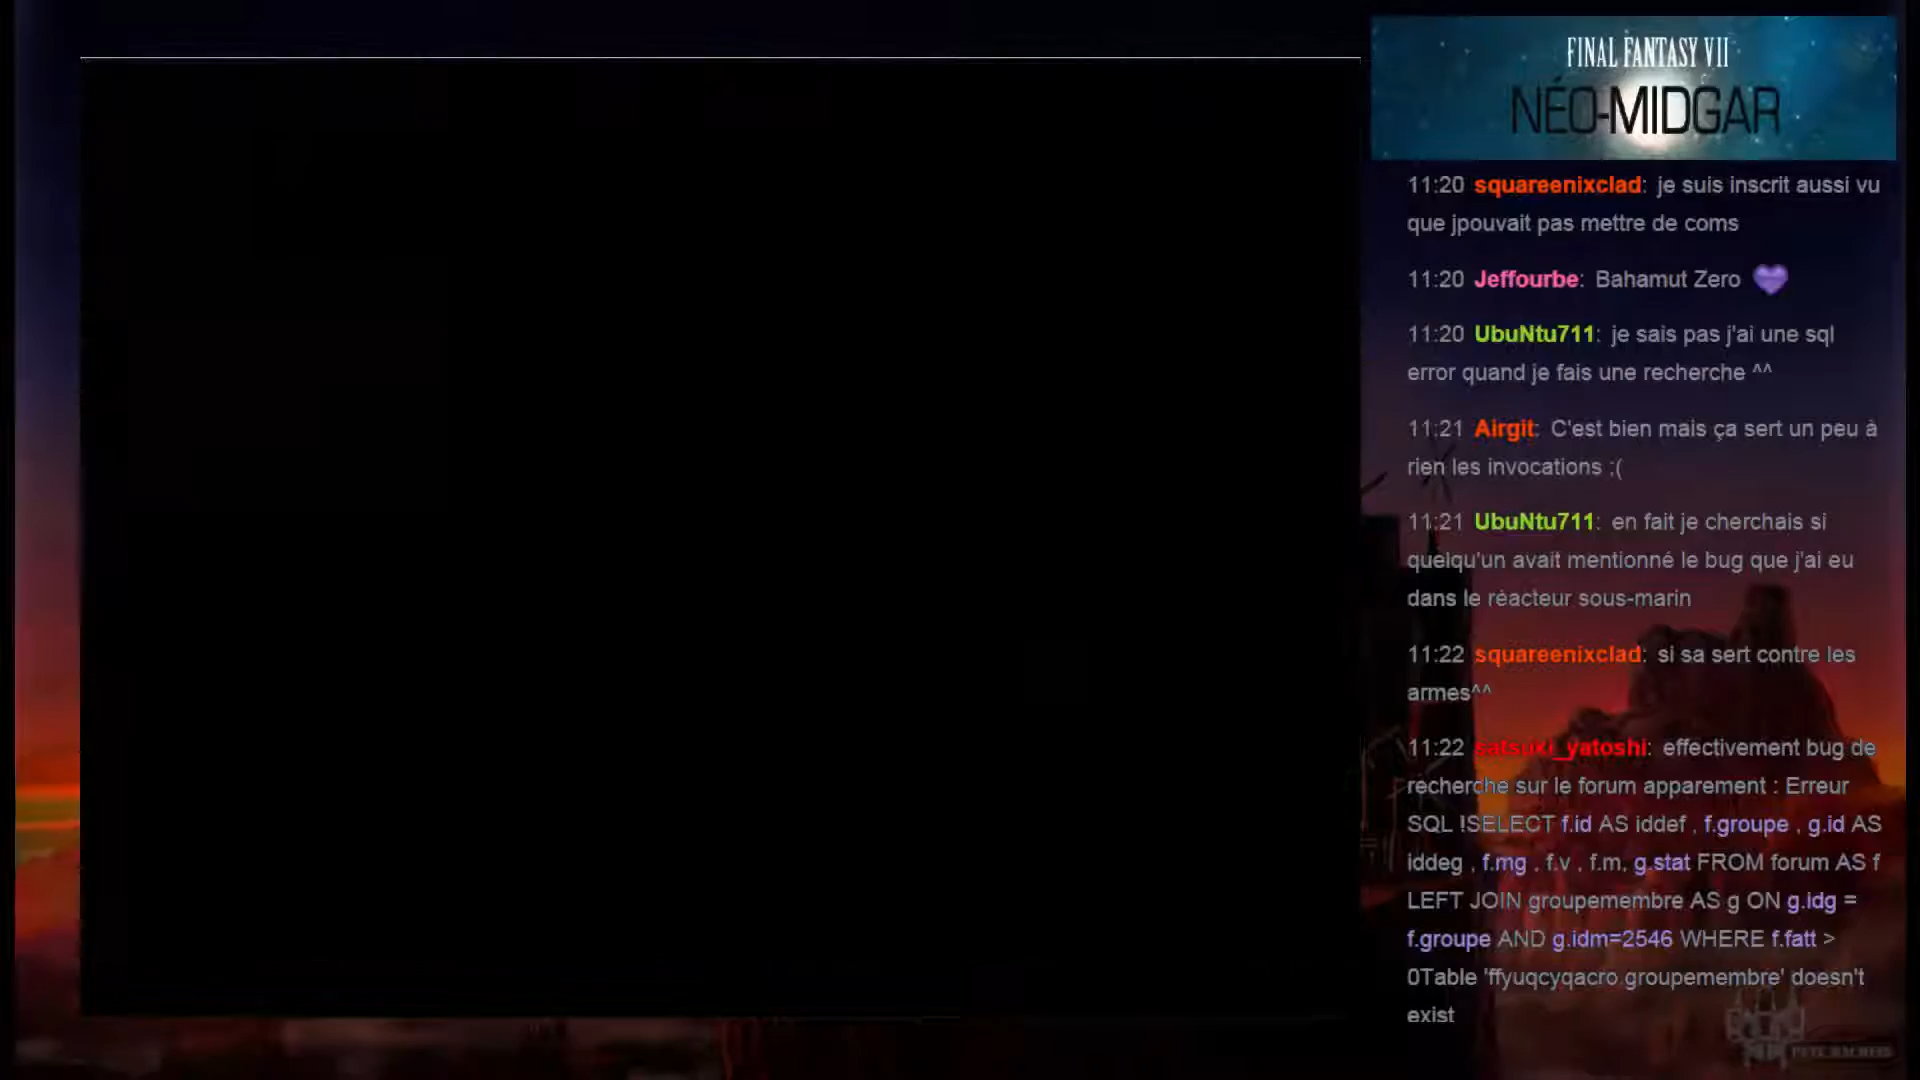 FINAL FANTASY VII
NÉO-MIDGAR
11:20 squareenixclad: je suis inscrit aussi vu
que jpouvait pas mettre de coms
11:20 Jeffourbe: Bahamut Zero
11:20 UbuNtu711: je sais pas j'ai une sql
error quand je fais une recherche ^^
11:21 Airgit: C'est bien mais ça sert un peu à
rien les invocations :(
11:21 UbuNtu711: en fait je cherchais si
quelqu'un avait mentionné le bug que j'ai eu
dans le réacteur sous-marin
11:22 squareenixclad: si sa sert contre les
armes^^
11:22 satsuki_yatoshi: effectivement bug de
recherche sur le forum apparement : Erreur
SQL !SELECT f.id AS iddef , f.groupe , g.id AS
iddeg , f.mg , f.v , f.m, g.stat FROM forum AS f
LEFT JOIN groupemembre AS g ON g.idg =
f.groupe AND g.idm=2546 WHERE f.fatt >
0Table 'ffyuqcyqacro.groupemembre' doesn't
exist